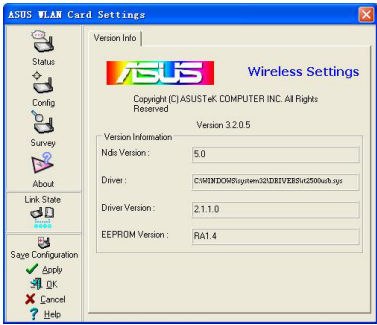 ASUS WLAN Card Settings
Status
Config
Survey
About
Link State
Save Configuration
Apply
OK
Cancel
Help
Version Info
ASUS
Wireless Settings
Copyright (C) ASUSTeK COMPUTER INC. All Rights
Reserved
Version 3.2.0.5
Version Information
Ndis Version :
5.0
Driver :
C:\WINDOWS\system32\DRIVERS\rt2500usb.sys
Driver Version :
2.1.1.0
EEPROM Version :
RA1.4